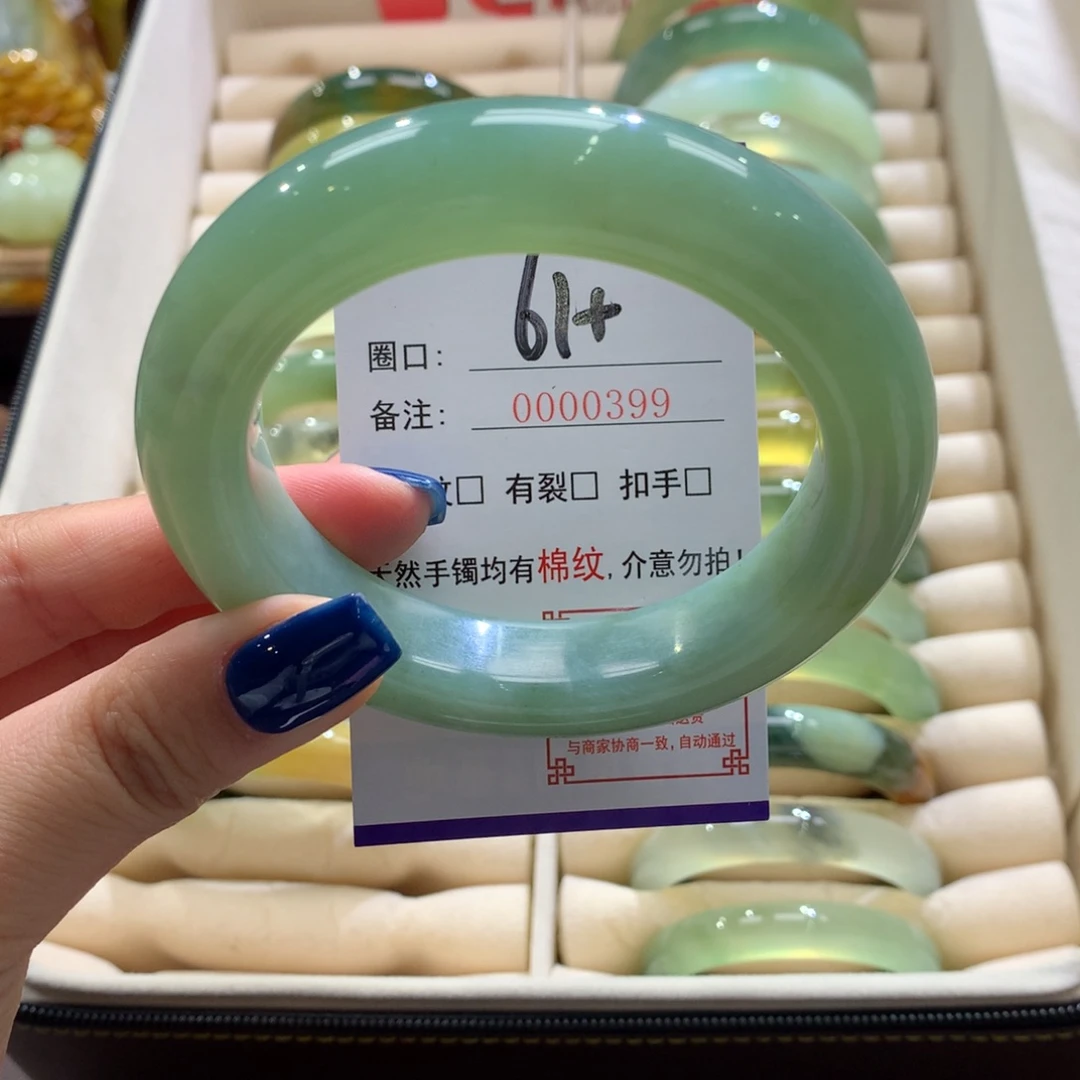 圈口： 61+
备注： 0000399
纹□ 有裂□ 扣手□
天然手镯均有棉纹，介意勿拍！
与商家协商一致，自动通过